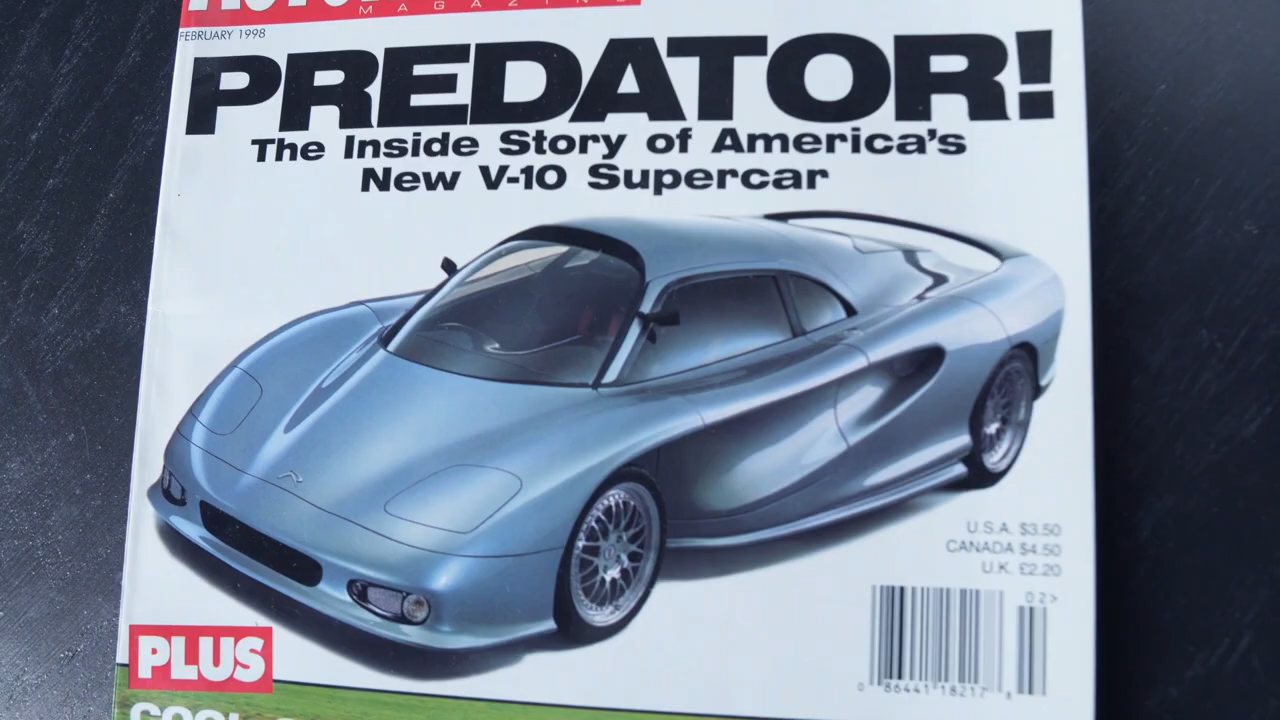 MAGAZINE
FEBRUARY 1998
PREDATOR!
The Inside Story of America's
New V-10 Supercar
U.S.A. $3.50
CANADA $4.50
U.K. £2.20
02>
0 86441 18217 8
PLUS